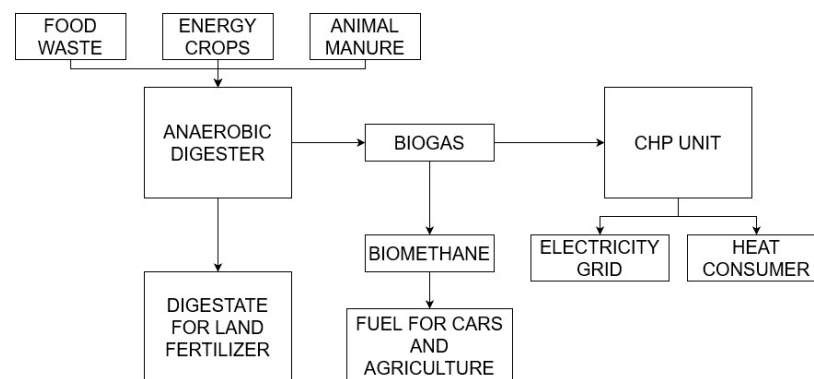 FOOD
WASTE
ENERGY
CROPS
ANIMAL
MANURE
ANAEROBIC
DIGESTER
BIOGAS
CHP UNIT
BIOMETHANE
ELECTRICITY
GRID
HEAT
CONSUMER
DIGESTATE
FOR LAND
FERTILIZER
FUEL FOR CARS
AND
AGRICULTURE